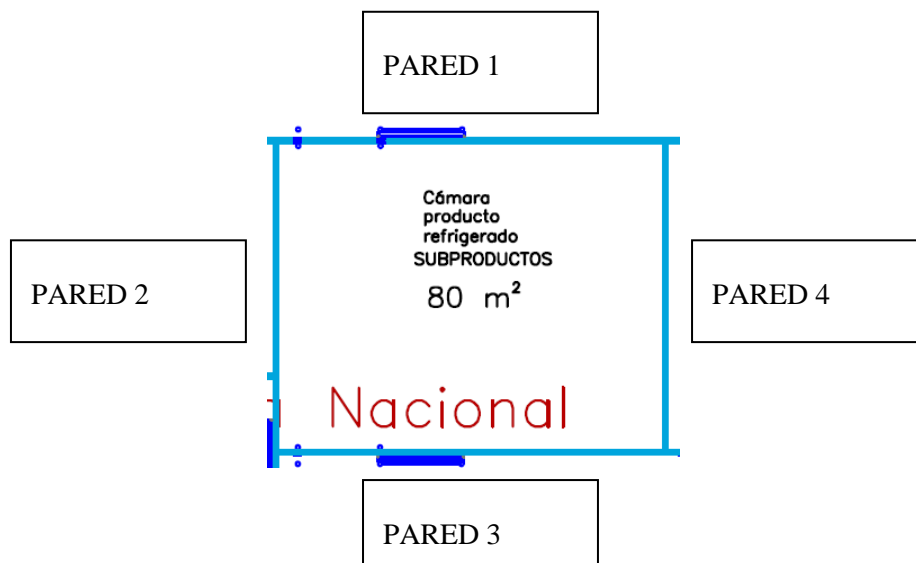 PARED 1
Cámara
producto
refrigerado
SUBPRODUCTOS
PARED 2
80 m²
PARED 4
Nacional
PARED 3